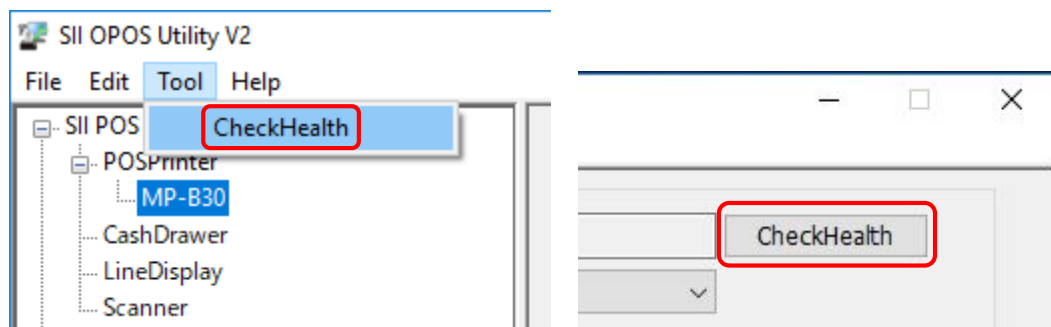 SII OPOS Utility V2
File Edit Tool Help
CheckHealth
SII POS
POSPrinter
MP-B30
CashDrawer
LineDisplay
Scanner
CheckHealth